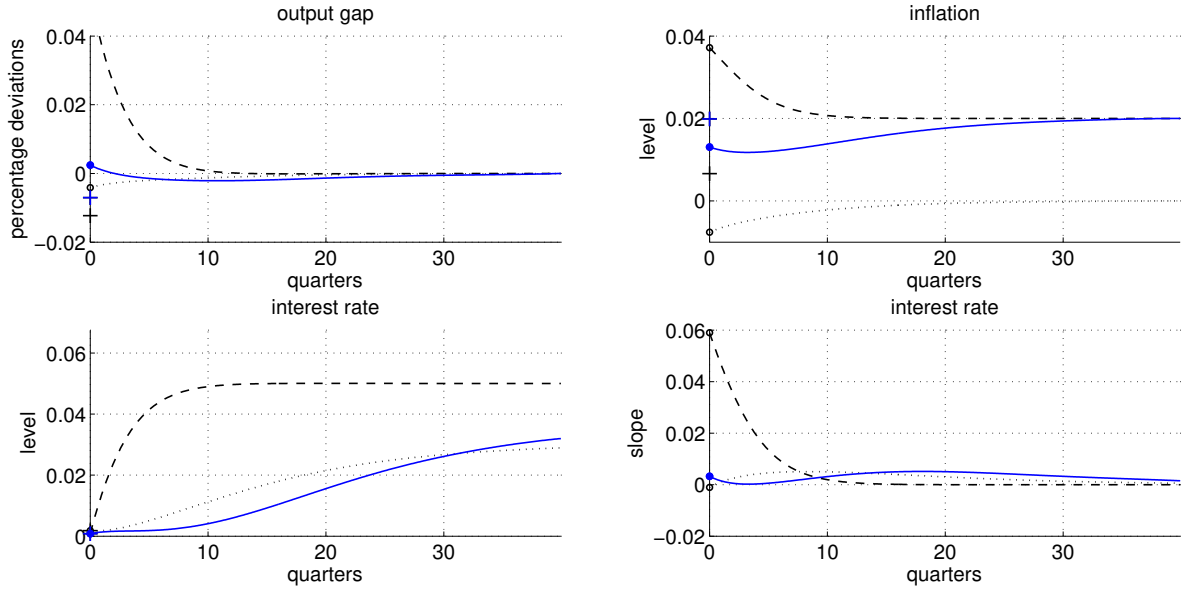 output gap
percentage deviations
0.04
0.02
0
−0.02
0 10 20 30
quarters
inflation
level
0.04
0.02
0
0 10 20 30
quarters
interest rate
level
0.06
0.04
0.02
0
0 10 20 30
quarters
interest rate
slope
0.06
0.04
0.02
0
−0.02
0 10 20 30
quarters